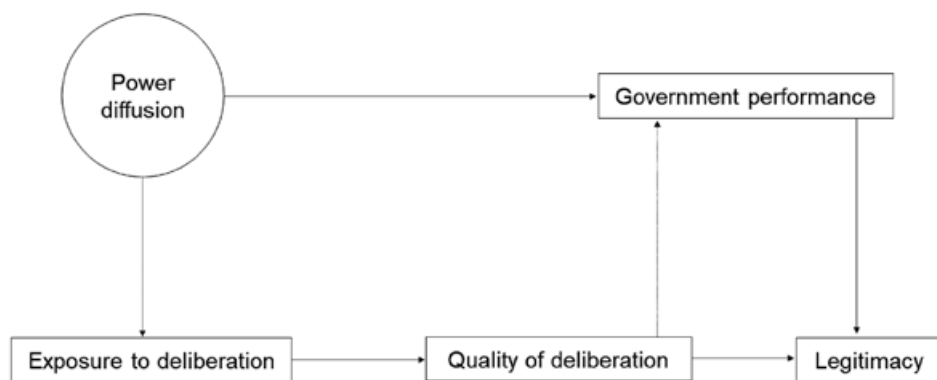 Power
diffusion
Government performance
Exposure to deliberation
Quality of deliberation
Legitimacy